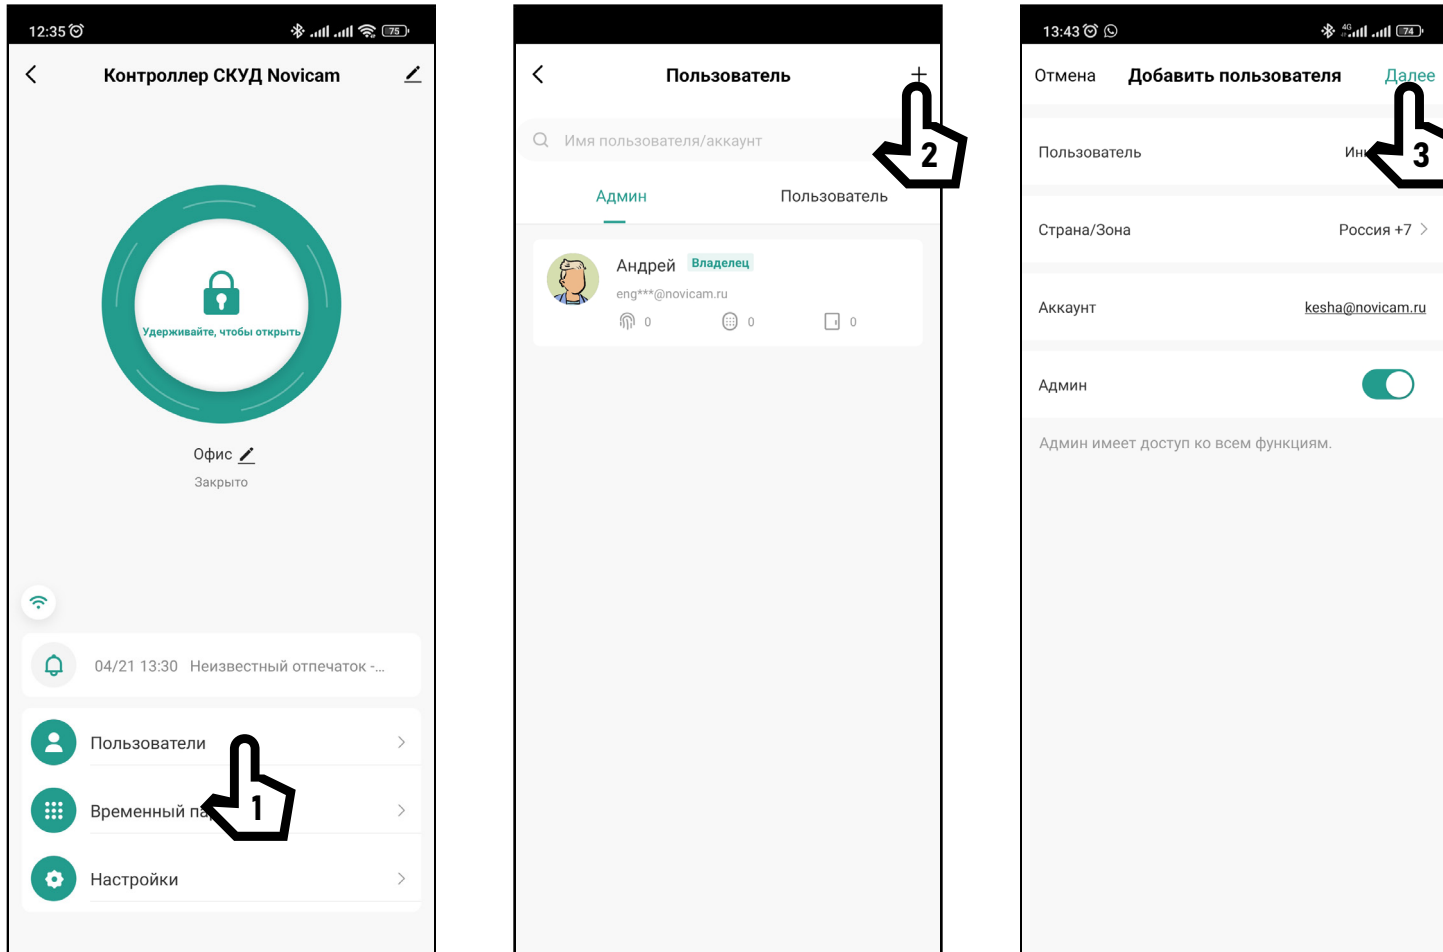 12:35
75
Контроллер СКУД Novicam
Удерживайте, чтобы открыть
Офис
Закрыто
04/21 13:30 Неизвестный отпечаток -...
Пользователи
Временный
1
Настройки
Пользователь
2
Имя пользователя/аккаунт
Админ Пользователь
Андрей Владелец
eng***@novicam.ru
0 0 0
13:43
4G
74
Отмена Добавить пользователя Далее
3
Пользователь
Страна/Зона Россия +7
Аккаунт kesha@novicam.ru
Админ
Админ имеет доступ ко всем функциям.